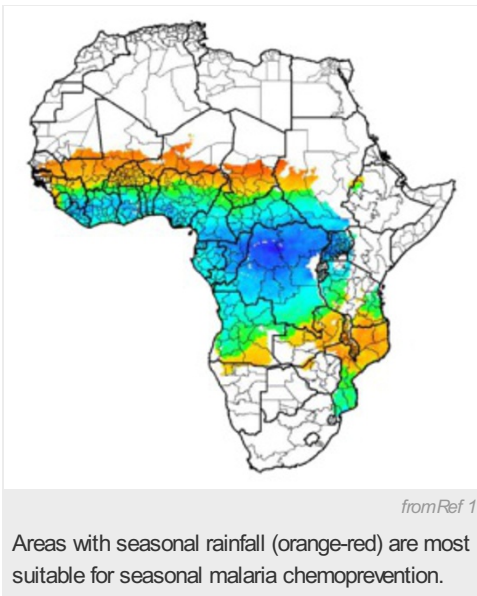 from Ref 1
Areas with seasonal rainfall (orange-red) are most
suitable for seasonal malaria chemoprevention.